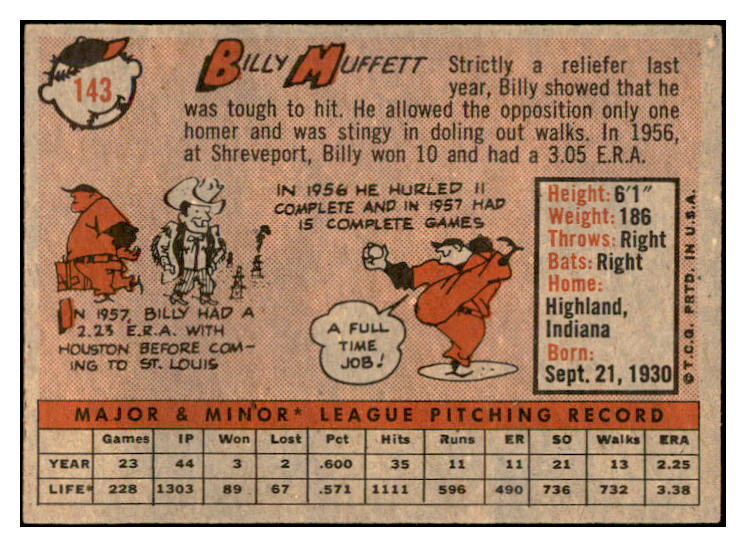 143
BILLY MUFFETT
Strictly a reliefer last
year, Billy showed that he
was tough to hit. He allowed the opposition only one
homer and was stingy in doling out walks. In 1956,
at Shreveport, Billy won 10 and had a 3.05 E.R.A.
IN 1957, BILLY HAD A
2.23 E.R.A. WITH
HOUSTON BEFORE COM-
ING TO ST. LOUIS
IN 1956 HE HURLED 11
COMPLETE AND IN 1957 HAD
15 COMPLETE GAMES
A FULL
TIME
JOB!
Height: 6'1"
Weight: 186
Throws: Right
Bats: Right
Home:
Highland,
Indiana
Born:
Sept. 21, 1930
© T.C.G. PRTD. IN U.S.A.
MAJOR & MINOR* LEAGUE PITCHING RECORD
Games IP Won Lost Pct Hits Runs ER SO Walks ERA
YEAR 23 44 3 2 .600 35 11 11 21 13 2.25
LIFE* 228 1303 89 67 .571 1111 596 490 736 732 3.38